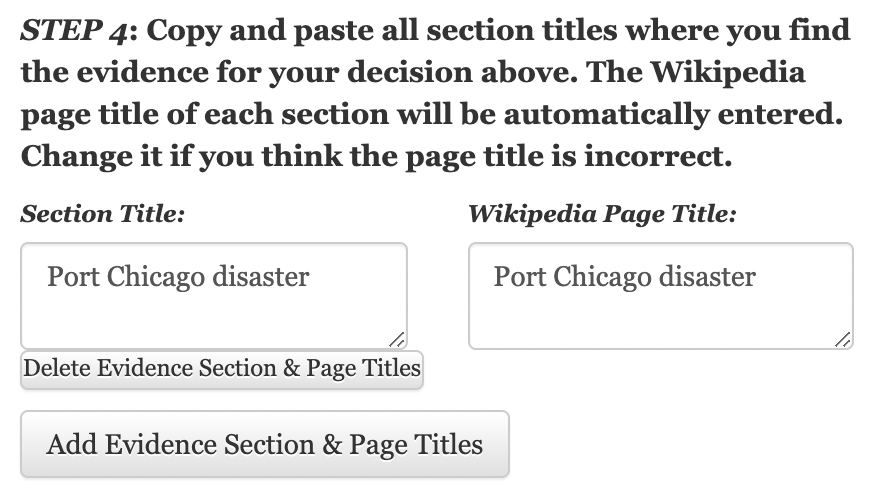 STEP 4: Copy and paste all section titles where you find
the evidence for your decision above. The Wikipedia
page title of each section will be automatically entered.
Change it if you think the page title is incorrect.
Section Title:
Wikipedia Page Title:
Port Chicago disaster
Port Chicago disaster
Delete Evidence Section & Page Titles
Add Evidence Section & Page Titles